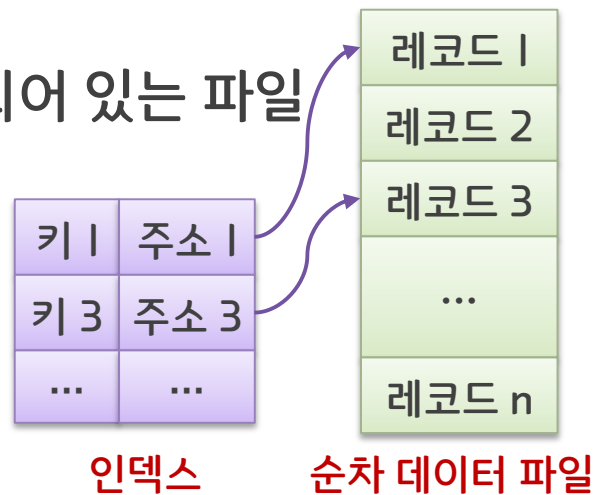 있는 파일
레코드 1
레코드 2
레코드 3
...
레코드 n
키 1 주소 1
키 3 주소 3
... ...
인덱스
순차 데이터 파일